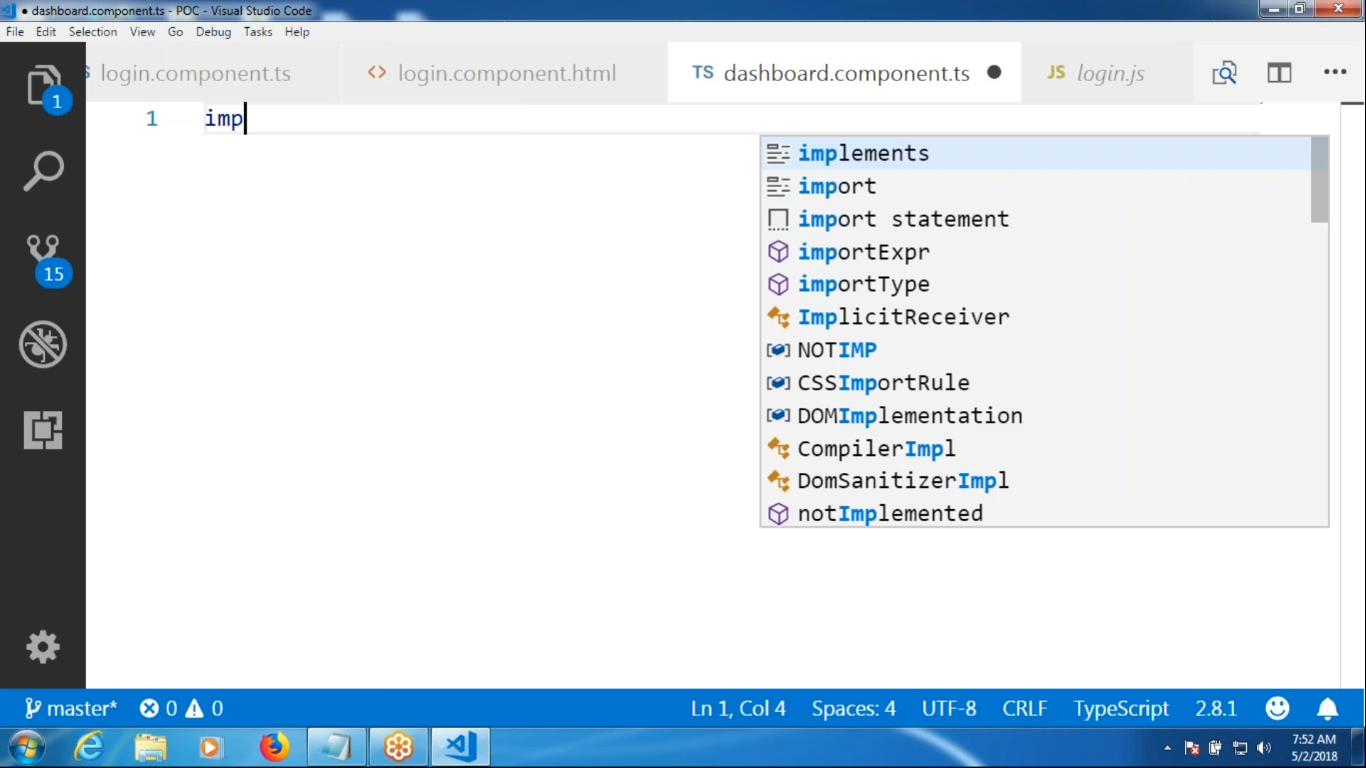 ● dashboard.component.ts - POC - Visual Studio Code
File Edit Selection View Go Debug Tasks Help
login.component.ts <> login.component.html TS dashboard.component.ts ● JS login.js
1
1 imp
implements
import
import statement
importExpr
importType
ImplicitReceiver
NOTIMP
CSSImportRule
DOMImplementation
CompilerImpl
DomSanitizerImpl
notImplemented
15
master* 0 0 Ln 1, Col 4 Spaces: 4 UTF-8 CRLF TypeScript 2.8.1
7:52 AM
5/2/2018